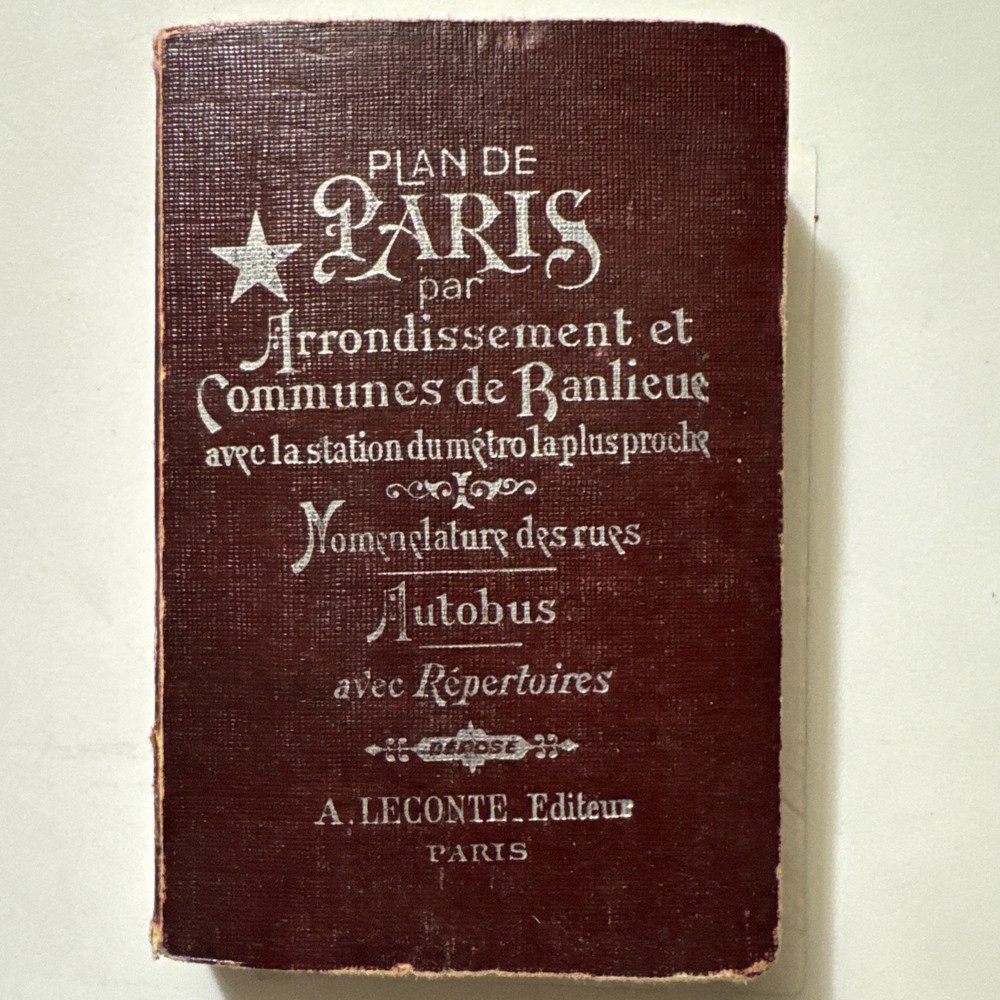 PLAN DE
PARIS
par
Arrondissement et
Communes de Banlieue
avec la station du métro la plus proche
Nomenclature des rues
Autobus
avec Répertoires
DÉPOSÉ
A. LECONTE_Editeur
PARIS